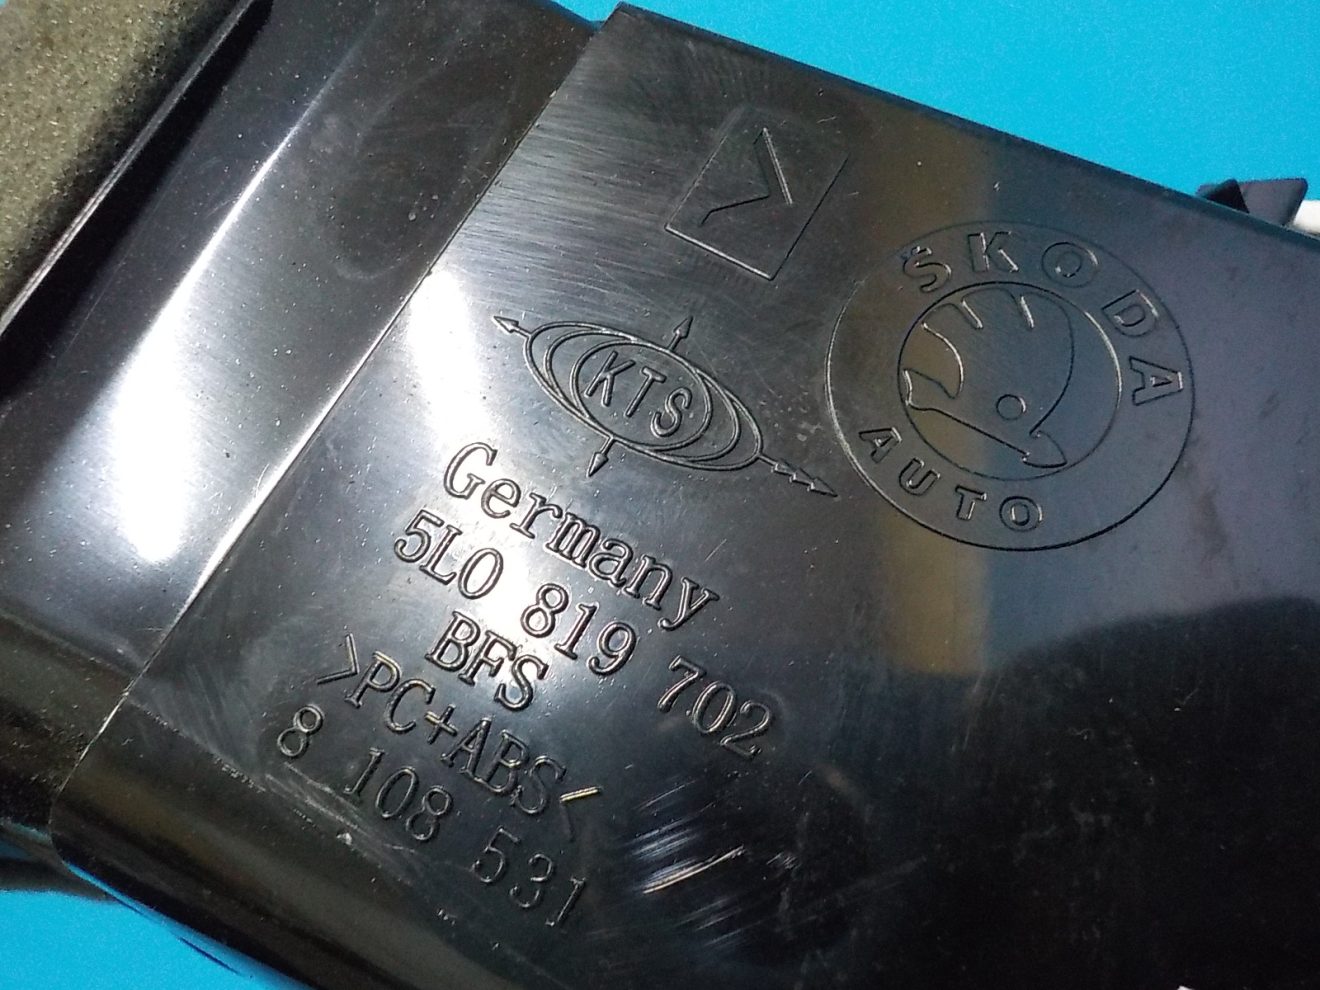 ŠKODA
AUTO
KTS
Germany
5L0 819 702
BFS
>PC+ABS<
8 108 531